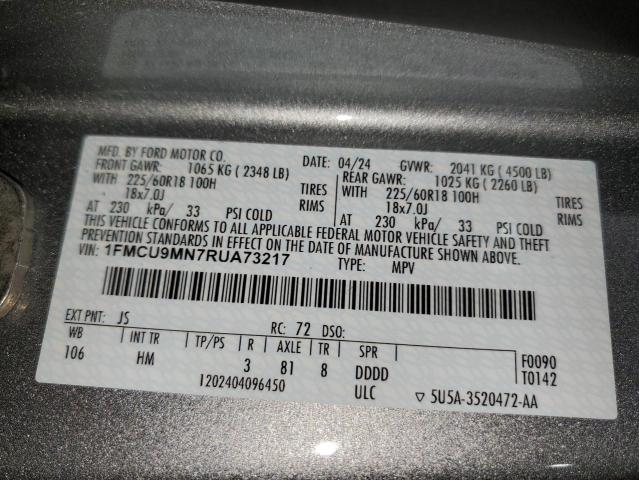 MFD. BY FORD MOTOR CO.
DATE: 04/24 GVWR: 2041 KG ( 4500 LB)
FRONT GAWR: 1065 KG ( 2348 LB) REAR GAWR: 1025 KG ( 2260 LB)
WITH 225/60R18 100H TIRES WITH 225/60R18 100H TIRES
18x7.0J RIMS 18x7.0J RIMS
AT 230 kPa/ 33 PSI COLD AT 230 kPa/ 33 PSI COLD
THIS VEHICLE CONFORMS TO ALL APPLICABLE FEDERAL MOTOR VEHICLE SAFETY AND THEFT
PREVENTION STANDARDS IN EFFECT ON THE DATE OF MANUFACTURE SHOWN ABOVE.
VIN: 1FMCU9MN7RUA73217 TYPE: MPV
EXT PNT: JS RC: 72 DSO:
WB INT TR TP/PS R AXLE TR SPR F0090
106 HM 3 81 8 DDDD T0142
1202404096450 ULC ▽ 5U5A-3520472-AA